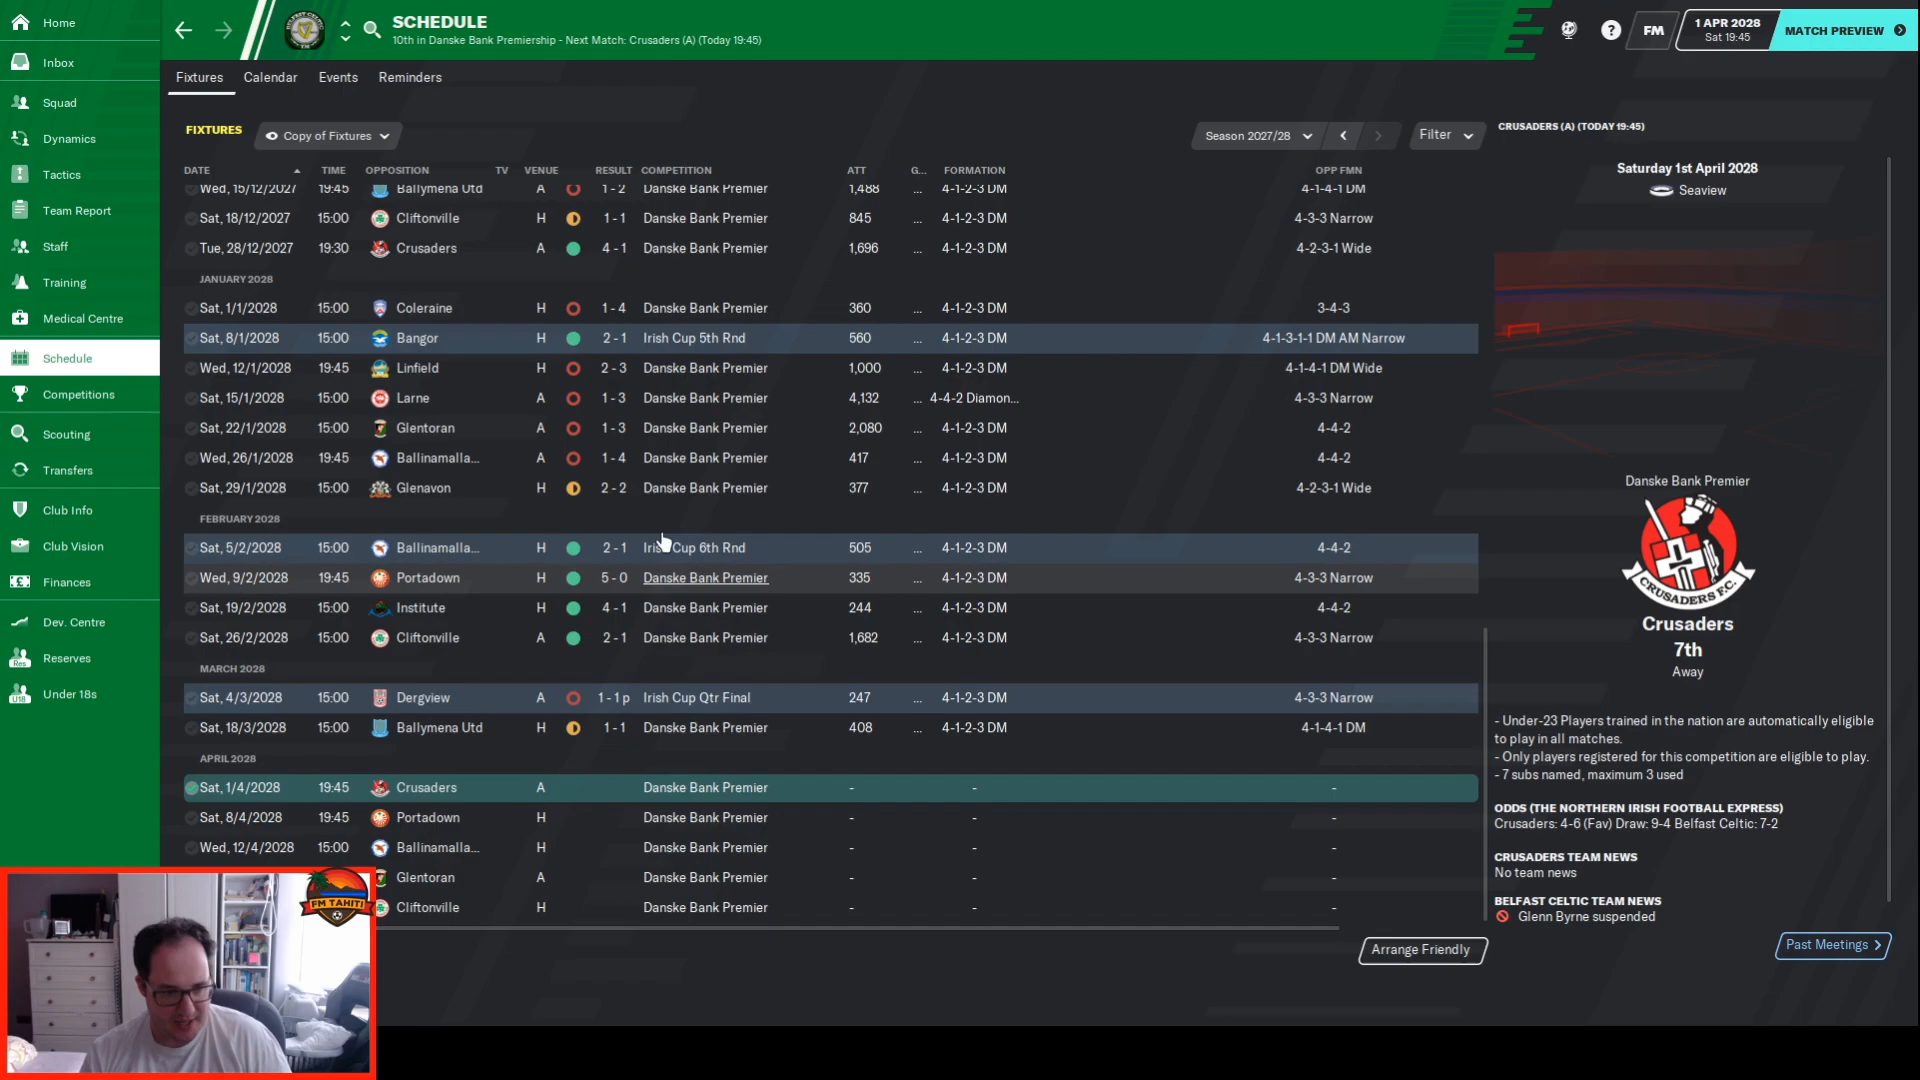 Home
Inbox
Squad
Dynamics
Tactics
Team Report
Staff
Training
Medical Centre
Schedule
Competitions
Scouting
Transfers
Club Info
Club Vision
Finances
Dev. Centre
Reserves
Under 18s
SCHEDULE
10th in Danske Bank Premiership - Next Match: Crusaders (A) (Today 19:45)
FM
1 APR 2028
Sat 19:45
MATCH PREVIEW
Fixtures Calendar Events Reminders
FIXTURES Copy of Fixtures Season 2027/28 Filter
DATE TIME OPPOSITION TV VENUE RESULT COMPETITION ATT G... FORMATION OPP FMN
Wed, 15/12/2027 19:45 Ballymena Utd A 1 - 2 Danske Bank Premier 1,488 ... 4-1-2-3 DM 4-1-4-1 DM
Sat, 18/12/2027 15:00 Cliftonville H 1 - 1 Danske Bank Premier 845 ... 4-1-2-3 DM 4-3-3 Narrow
Tue, 28/12/2027 19:30 Crusaders A 4 - 1 Danske Bank Premier 1,696 ... 4-1-2-3 DM 4-2-3-1 Wide
JANUARY 2028
Sat, 1/1/2028 15:00 Coleraine H 1 - 4 Danske Bank Premier 360 ... 4-1-2-3 DM 3-4-3
Sat, 8/1/2028 15:00 Bangor H 2 - 1 Irish Cup 5th Rnd 560 ... 4-1-2-3 DM 4-1-3-1-1 DM AM Narrow
Wed, 12/1/2028 19:45 Linfield H 2 - 3 Danske Bank Premier 1,000 ... 4-1-2-3 DM 4-1-4-1 DM Wide
Sat, 15/1/2028 15:00 Larne A 1 - 3 Danske Bank Premier 4,132 ... 4-4-2 Diamon... 4-3-3 Narrow
Sat, 22/1/2028 15:00 Glentoran A 1 - 3 Danske Bank Premier 2,080 ... 4-1-2-3 DM 4-4-2
Wed, 26/1/2028 19:45 Ballinamalla... A 1 - 4 Danske Bank Premier 417 ... 4-1-2-3 DM 4-4-2
Sat, 29/1/2028 15:00 Glenavon H 2 - 2 Danske Bank Premier 377 ... 4-1-2-3 DM 4-2-3-1 Wide
FEBRUARY 2028
Sat, 5/2/2028 15:00 Ballinamalla... H 2 - 1 Irish Cup 6th Rnd 505 ... 4-1-2-3 DM 4-4-2
Wed, 9/2/2028 19:45 Portadown H 5 - 0 Danske Bank Premier 335 ... 4-1-2-3 DM 4-3-3 Narrow
Sat, 19/2/2028 15:00 Institute H 4 - 1 Danske Bank Premier 244 ... 4-1-2-3 DM 4-4-2
Sat, 26/2/2028 15:00 Cliftonville A 2 - 1 Danske Bank Premier 1,682 ... 4-1-2-3 DM 4-3-3 Narrow
MARCH 2028
Sat, 4/3/2028 15:00 Dergview A 1 - 1 p Irish Cup Qtr Final 247 ... 4-1-2-3 DM 4-3-3 Narrow
Sat, 18/3/2028 15:00 Ballymena Utd H 1 - 1 Danske Bank Premier 408 ... 4-1-2-3 DM 4-1-4-1 DM
APRIL 2028
Sat, 1/4/2028 19:45 Crusaders A Danske Bank Premier - - -
Sat, 8/4/2028 19:45 Portadown H Danske Bank Premier - - -
Wed, 12/4/2028 15:00 Ballinamalla... H Danske Bank Premier - - -
Glentoran A Danske Bank Premier - - -
Cliftonville H Danske Bank Premier - - -
Arrange Friendly
CRUSADERS (A) (TODAY 19:45)
Saturday 1st April 2028
Seaview
Danske Bank Premier
CRUSADERS F.C.
Crusaders
7th
Away
- Under-23 Players trained in the nation are automatically eligible
to play in all matches.
- Only players registered for this competition are eligible to play.
- 7 subs named, maximum 3 used
ODDS (THE NORTHERN IRISH FOOTBALL EXPRESS)
Crusaders: 4-6 (Fav) Draw: 9-4 Belfast Celtic: 7-2
CRUSADERS TEAM NEWS
No team news
BELFAST CELTIC TEAM NEWS
Glenn Byrne suspended
Past Meetings
FM TAHITI